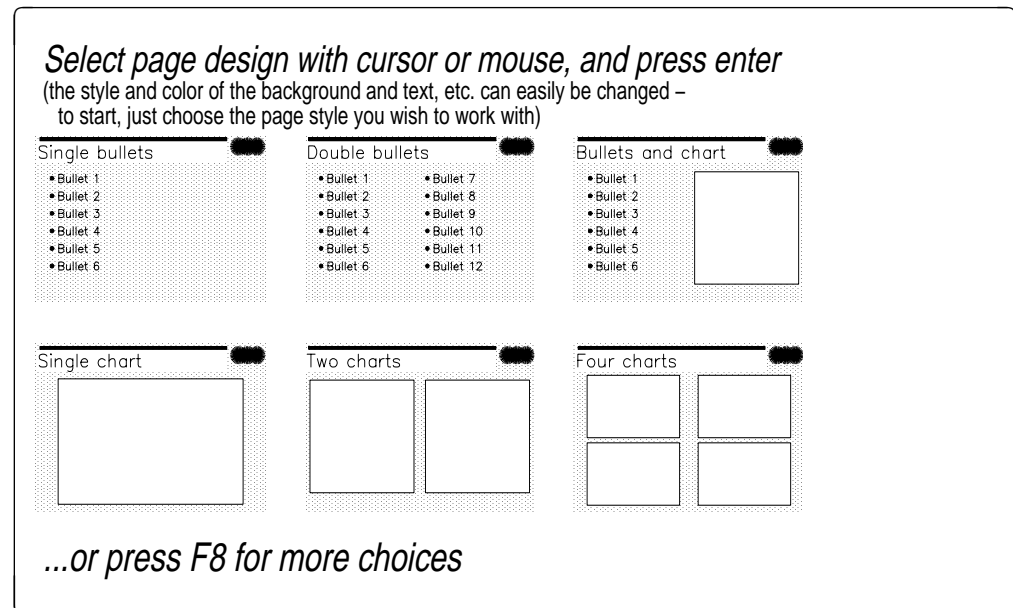 Select page design with cursor or mouse, and press enter
(the style and color of the background and text, etc. can easily be changed –
to start, just choose the page style you wish to work with)
Single bullets
• Bullet 1
• Bullet 2
• Bullet 3
• Bullet 4
• Bullet 5
• Bullet 6
Double bullets
• Bullet 1
• Bullet 2
• Bullet 3
• Bullet 4
• Bullet 5
• Bullet 6
• Bullet 7
• Bullet 8
• Bullet 9
• Bullet 10
• Bullet 11
• Bullet 12
Bullets and chart
• Bullet 1
• Bullet 2
• Bullet 3
• Bullet 4
• Bullet 5
• Bullet 6
Single chart
Two charts
Four charts
...or press F8 for more choices